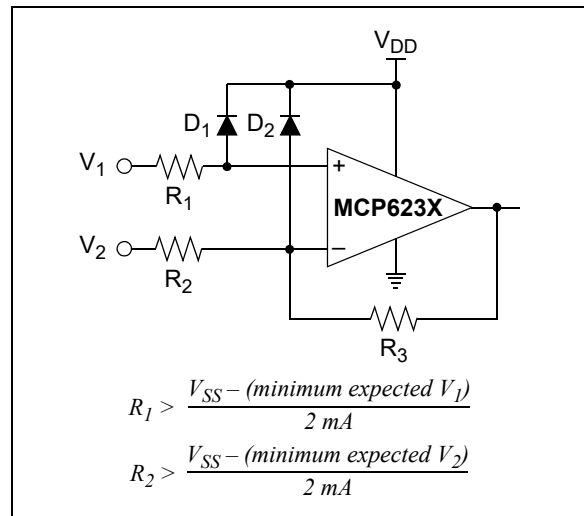 V_DD
D_1 D_2
V_1
R_1
+
MCP623X
V_2
R_2
–
R_3
R_1 > V_SS – (minimum expected V_1)
2 mA
R_2 > V_SS – (minimum expected V_2)
2 mA